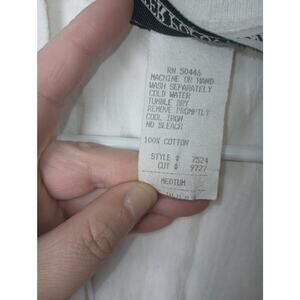 RN 50446
MACHINE OR HAND
WASH SEPARATELY
COLD WATER
TUMBLE DRY
REMOVE PROMPTLY
COOL IRON
NO BLEACH
100% COTTON
STYLE # 7524
CUT # 9727
MEDIUM